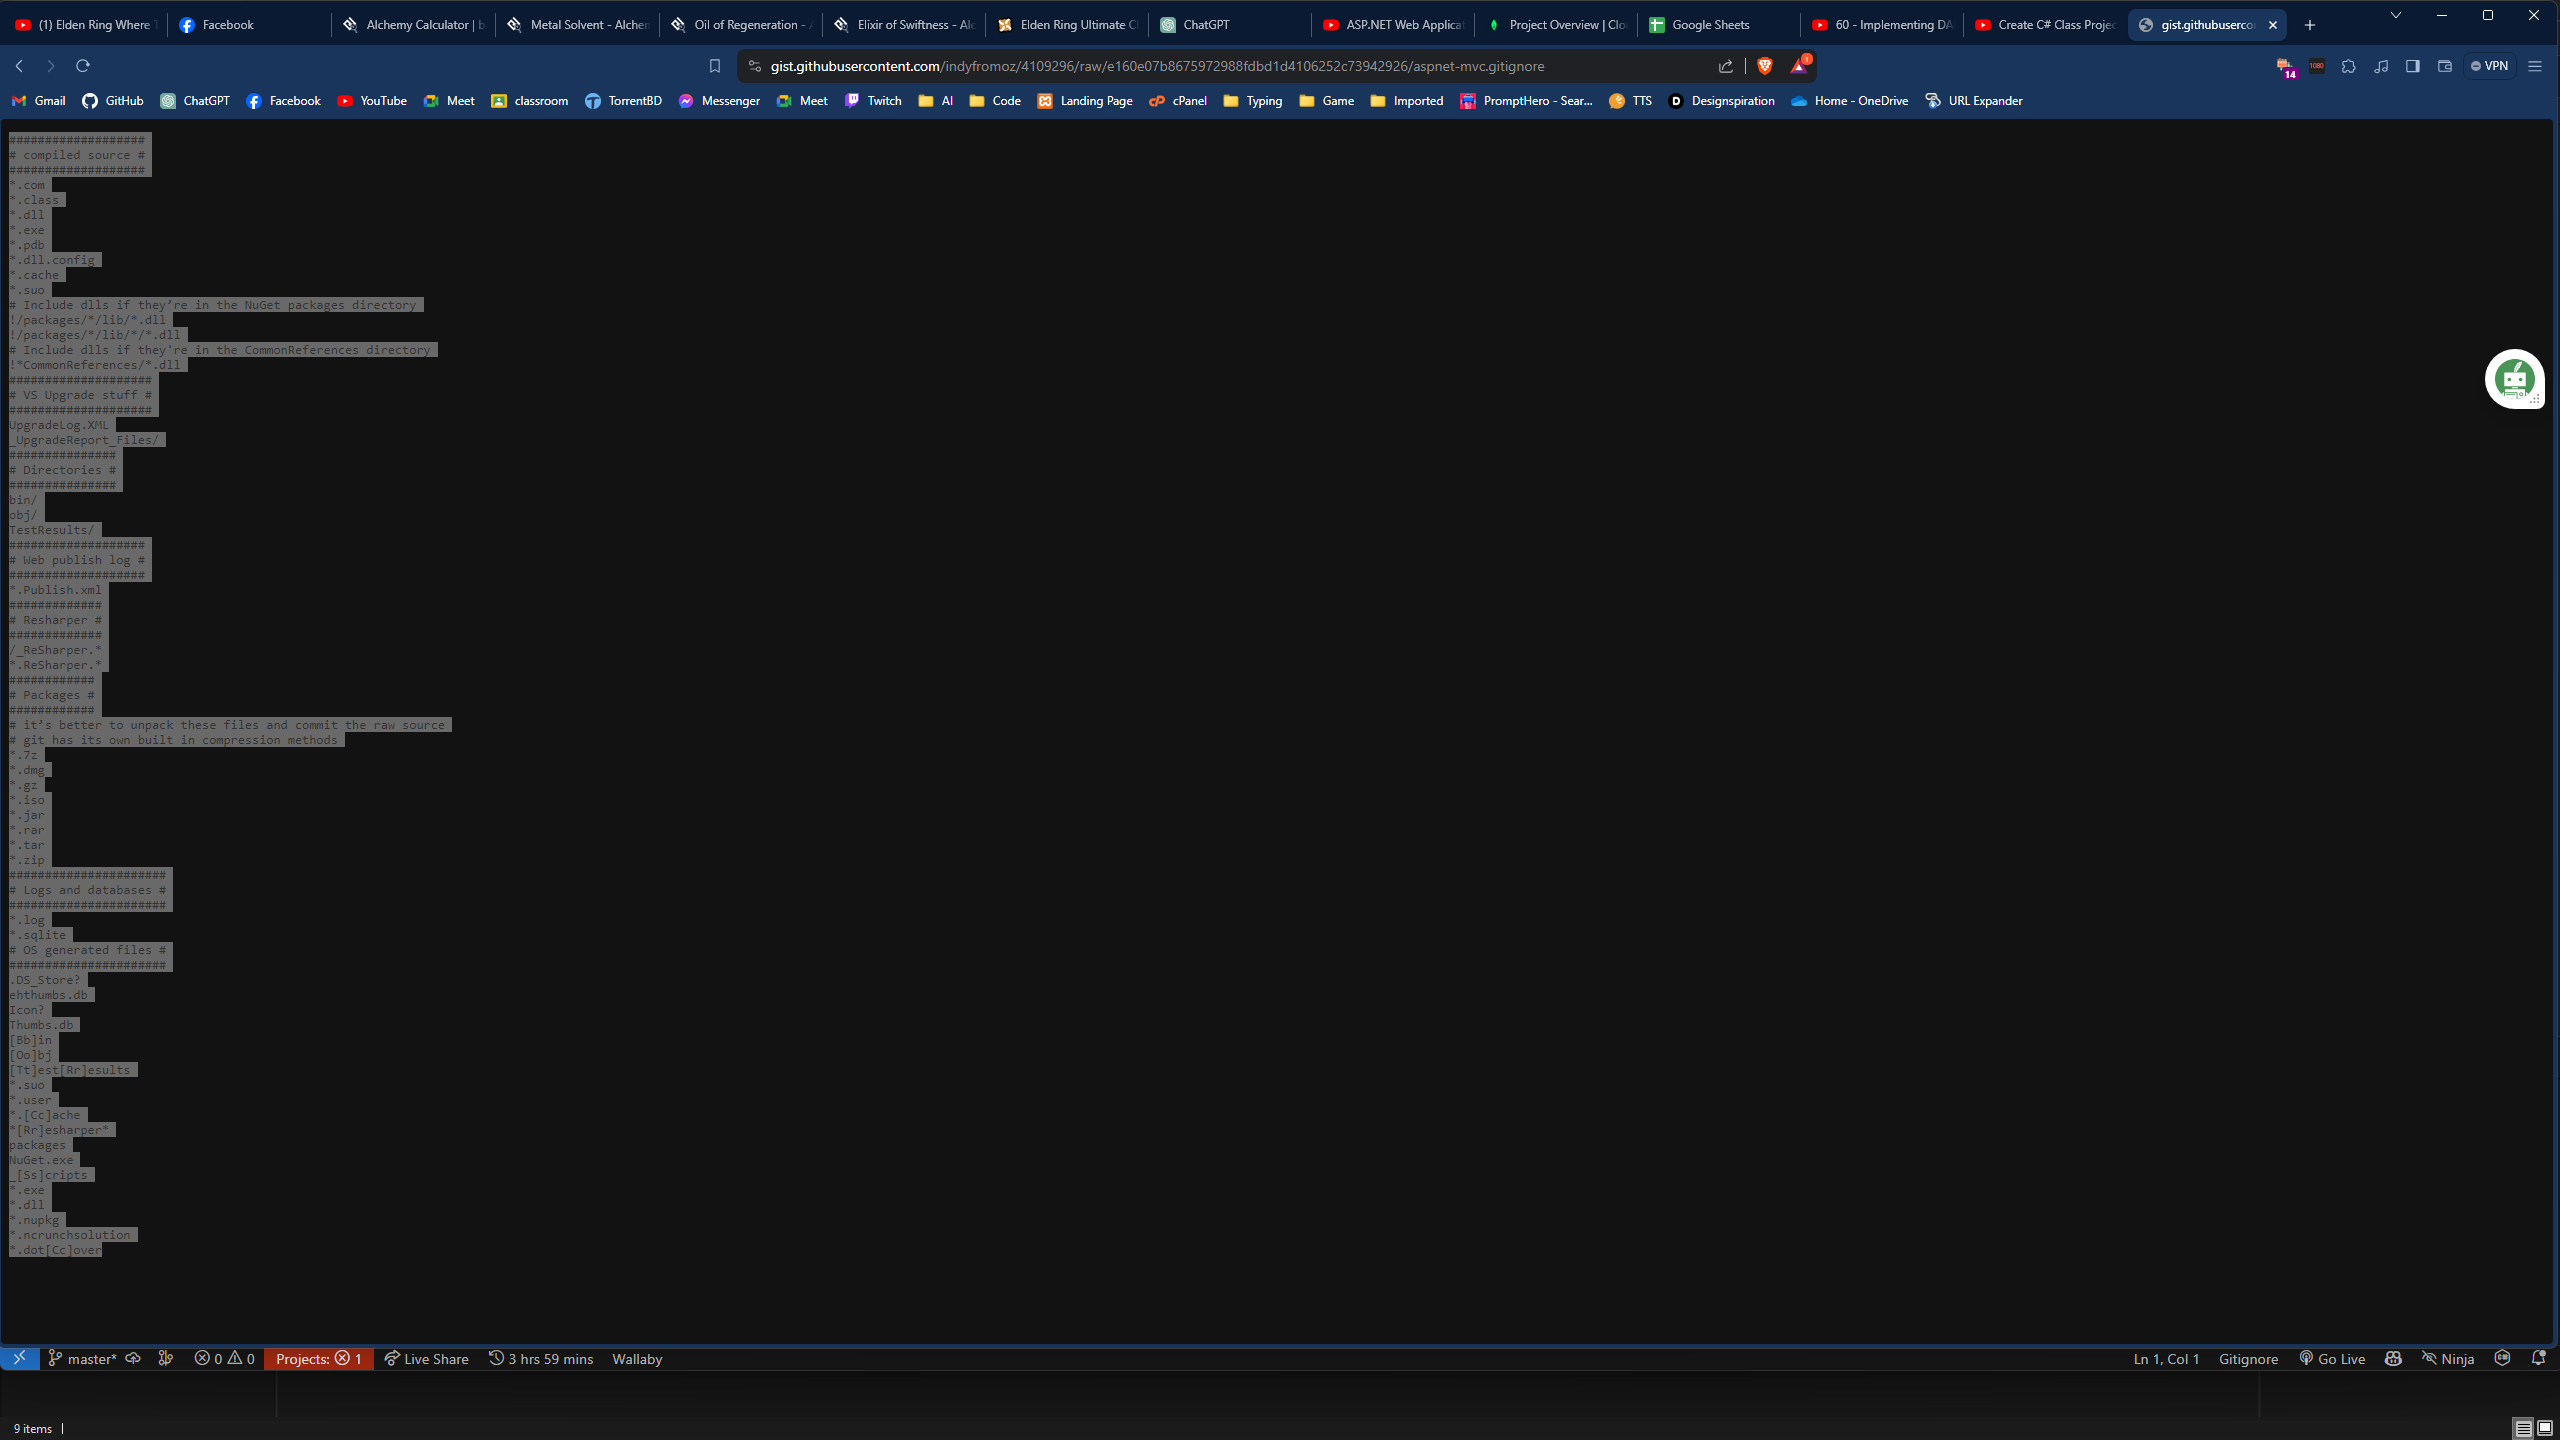 (1) Elden Ring Where T
Facebook
Alchemy Calculator | b
Metal Solvent - Alchem
Oil of Regeneration - A
Elixir of Swiftness - Alc
Elden Ring Ultimate Cl
ChatGPT
ASP.NET Web Applicat
Project Overview | Clo
Google Sheets
60 - Implementing DA
Create C# Class Projec
gist.githubuserco
gist.githubusercontent.com/indyfromoz/4109296/raw/e160e07b8675972988fdbd1d4106252c73942926/aspnet-mvc.gitignore
1
14
1080
VPN
Gmail
GitHub
ChatGPT
Facebook
YouTube
Meet
classroom
TorrentBD
Messenger
Meet
Twitch
AI
Code
Landing Page
cPanel
Typing
Game
Imported
PromptHero - Sear...
TTS
Designspiration
Home - OneDrive
URL Expander
###################
# compiled source #
###################
*.com
*.class
*.dll
*.exe
*.pdb
*.dll.config
*.cache
*.suo
# Include dlls if they’re in the NuGet packages directory
!/packages/*/lib/*.dll
!/packages/*/lib/*/*.dll
# Include dlls if they're in the CommonReferences directory
!*CommonReferences/*.dll
####################
# VS Upgrade stuff #
####################
UpgradeLog.XML
_UpgradeReport_Files/
###############
# Directories #
###############
bin/
obj/
TestResults/
###################
# Web publish log #
###################
*.Publish.xml
#############
# Resharper #
#############
/_ReSharper.*
*.ReSharper.*
############
# Packages #
############
# it’s better to unpack these files and commit the raw source
# git has its own built in compression methods
*.7z
*.dmg
*.gz
*.iso
*.jar
*.rar
*.tar
*.zip
######################
# Logs and databases #
######################
*.log
*.sqlite
# OS generated files #
######################
.DS_Store?
ehthumbs.db
Icon?
Thumbs.db
[Bb]in
[Oo]bj
[Tt]est[Rr]esults
*.suo
*.user
*.[Cc]ache
*[Rr]esharper*
packages
NuGet.exe
_[Ss]cripts
*.exe
*.dll
*.nupkg
*.ncrunchsolution
*.dot[Cc]over
master*
0
0
Projects:
1
Live Share
3 hrs 59 mins
Wallaby
Ln 1, Col 1
Gitignore
Go Live
Ninja
9 items